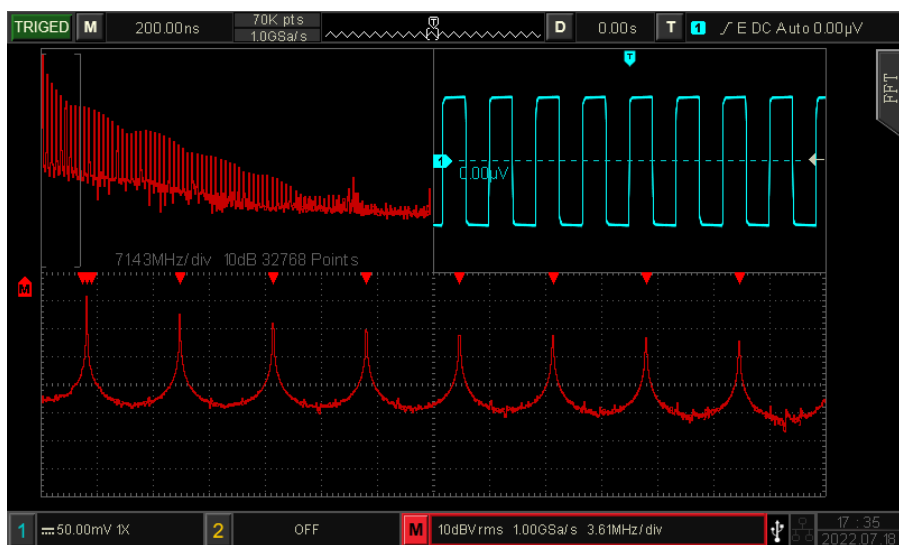 TRIGED M 200.00ns 70K pts D 0.00s T 1 E DC Auto 0.00µV
1.0GSa/s
T
T
FFT
1
0.00µV
7143MHz/div 10dB 32768 Points
M
1 50.00mV 1X 2 OFF M 10dBVrms 1.00GSa/s 3.61MHz/div 17:35
2022.07.18